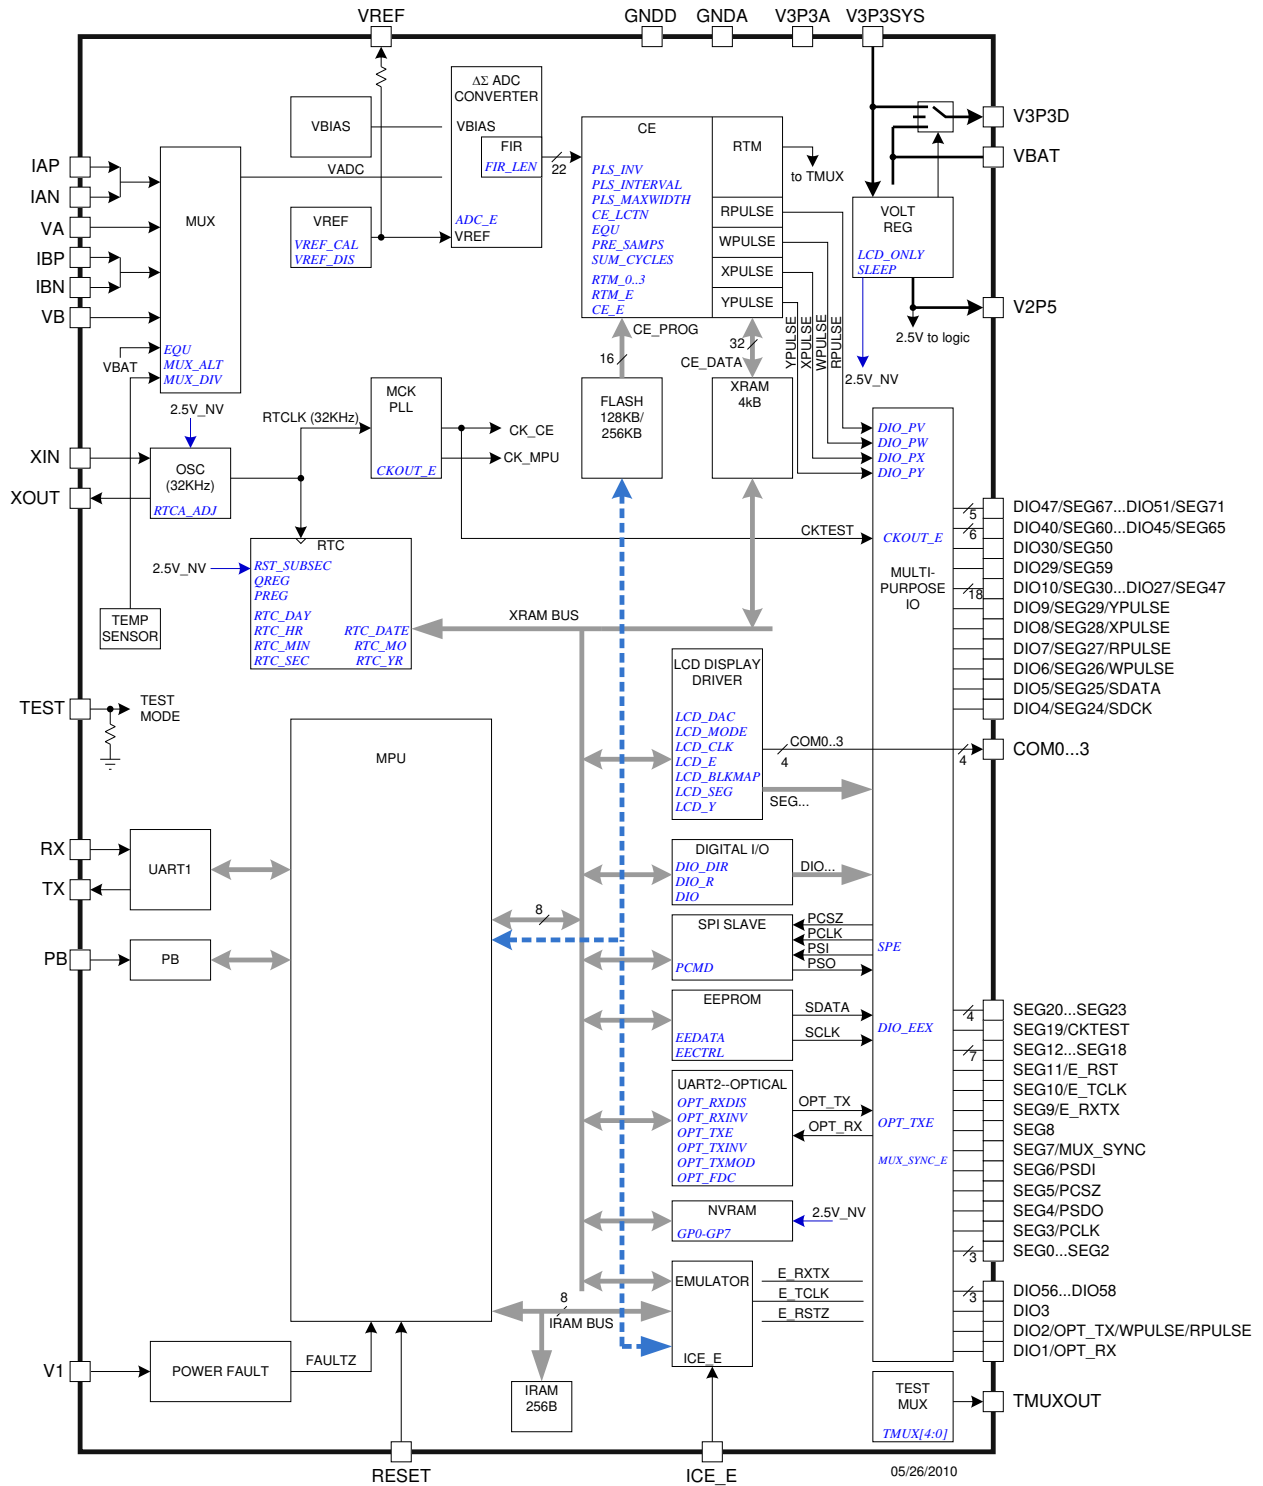 VREF
GNDD
GNDA
V3P3A
V3P3SYS
IAP
IAN
VA
IBP
IBN
VB
MUX
EQU
MUX_ALT
MUX_DIV
VBAT
VBIAS
VREF
VREF_CAL
VREF_DIS
VADC
ΔΣ ADC
CONVERTER
VBIAS
FIR
FIR_LEN
ADC_E
VREF
22
CE
PLS_INV
PLS_INTERVAL
PLS_MAXWIDTH
CE_LCTN
EQU
PRE_SAMPS
SUM_CYCLES
RTM_0..3
RTM_E
CE_E
RTM
RPULSE
WPULSE
XPULSE
YPULSE
to TMUX
V3P3D
VBAT
VOLT
REG
LCD_ONLY
SLEEP
V2P5
2.5V to logic
2.5V_NV
YPULSE
XPULSE
WPULSE
RPULSE
CE_PROG
16
32
CE_DATA
FLASH
128KB/
256KB
XRAM
4kB
2.5V_NV
RTCLK (32KHz)
MCK
PLL
CKOUT_E
CK_CE
CK_MPU
XIN
XOUT
OSC
(32KHz)
RTCA_ADJ
2.5V_NV
RTC
RST_SUBSEC
QREG
PREG
RTC_DAY
RTC_HR
RTC_MIN
RTC_SEC
RTC_DATE
RTC_MO
RTC_YR
TEMP
SENSOR
XRAM BUS
CKTEST
DIO_PV
DIO_PW
DIO_PX
DIO_PY
CKOUT_E
MULTI-
PURPOSE
IO
5
DIO47/SEG67...DIO51/SEG71
6
DIO40/SEG60...DIO45/SEG65
DIO30/SEG50
DIO29/SEG59
18
DIO10/SEG30...DIO27/SEG47
DIO9/SEG29/YPULSE
DIO8/SEG28/XPULSE
DIO7/SEG27/RPULSE
DIO6/SEG26/WPULSE
DIO5/SEG25/SDATA
DIO4/SEG24/SDCK
TEST
TEST
MODE
MPU
LCD DISPLAY
DRIVER
LCD_DAC
LCD_MODE
LCD_CLK
LCD_E
LCD_BLKMAP
LCD_SEG
LCD_Y
COM0..3
4
4
COM0...3
SEG...
RX
TX
UART1
PB
PB
DIGITAL I/O
DIO_DIR
DIO_R
DIO
DIO...
8
SPI SLAVE
PCMD
PCSZ
PCLK
PSI
PSO
SPE
EEPROM
EEDATA
EECTRL
SDATA
SCLK
DIO_EEX
UART2--OPTICAL
OPT_RXDIS
OPT_RXINV
OPT_TXE
OPT_TXINV
OPT_TXMOD
OPT_FDC
OPT_TX
OPT_RX
OPT_TXE
MUX_SYNC_E
NVRAM
GP0-GP7
2.5V_NV
4
SEG20...SEG23
SEG19/CKTEST
7
SEG12...SEG18
SEG11/E_RST
SEG10/E_TCLK
SEG9/E_RXTX
SEG8
SEG7/MUX_SYNC
SEG6/PSDI
SEG5/PCSZ
SEG4/PSDO
SEG3/PCLK
3
SEG0...SEG2
EMULATOR
ICE_E
E_RXTX
E_TCLK
E_RSTZ
8
IRAM BUS
IRAM
256B
3
DIO56...DIO58
DIO3
DIO2/OPT_TX/WPULSE/RPULSE
DIO1/OPT_RX
V1
POWER FAULT
FAULTZ
TEST
MUX
TMUX[4:0]
TMUXOUT
RESET
ICE_E
05/26/2010